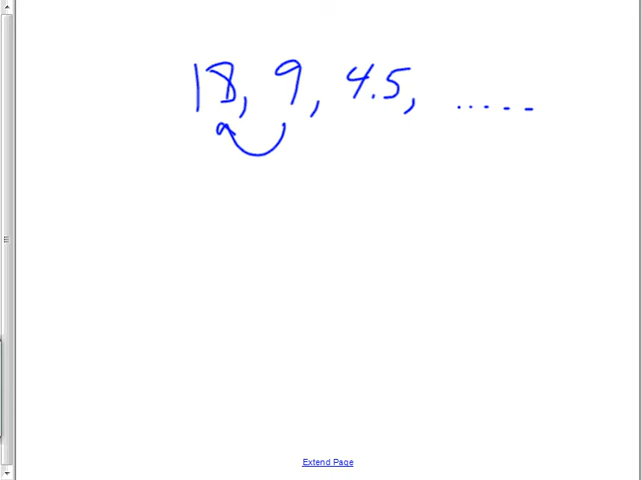 18, 9, 4.5, .....
Extend Page